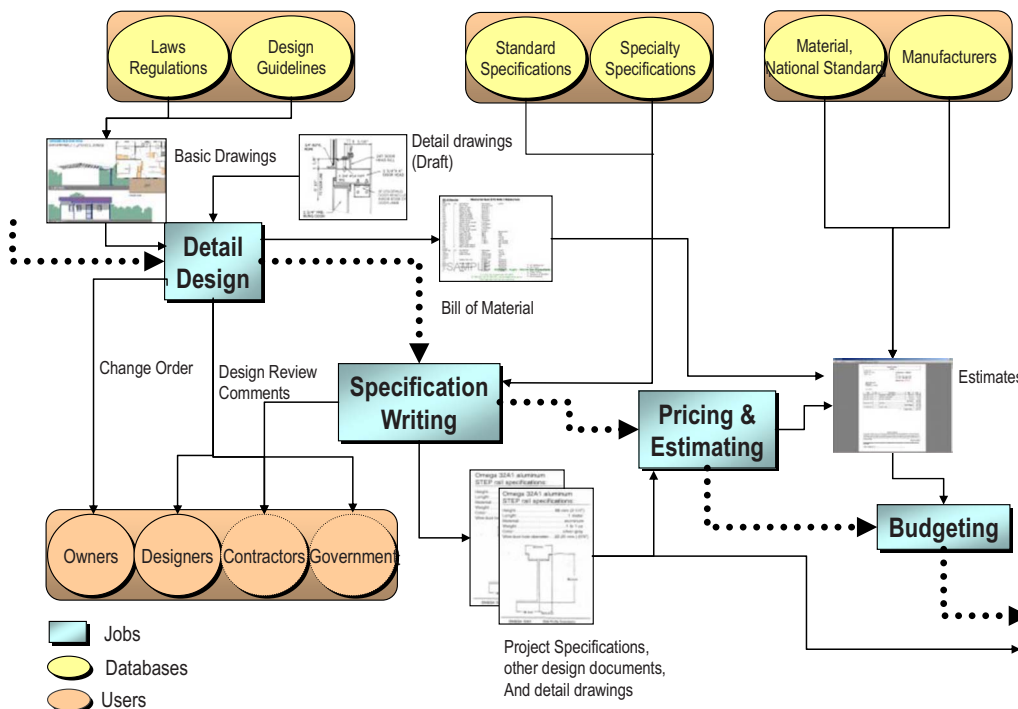 Laws
Regulations
Design
Guidelines
Standard
Specifications
Specialty
Specifications
Material,
National Standard
Manufacturers
Basic Drawings
Detail drawings
(Draft)
Detail
Design
Bill of Material
Change Order
Design Review
Comments
Specification
Writing
Pricing &
Estimating
Estimates
Budgeting
Omega 32A1 aluminum
STEP rail specifications:
Omega 32A1 aluminum
STEP rail specifications:
Owners
Designers
Contractors
Government
Jobs
Databases
Users
Project Specifications,
other design documents,
And detail drawings